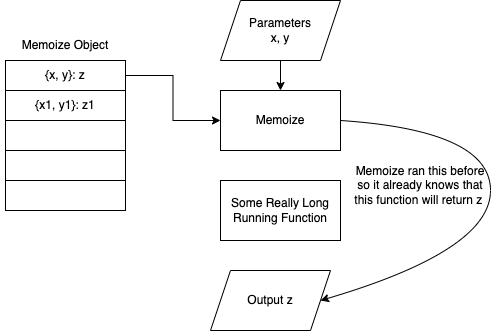 Parameters
x, y
Memoize Object
{x, y}: z
{x1, y1}: z1
Memoize
Memoize ran this before
so it already knows that
this function will return z
Some Really Long
Running Function
Output z